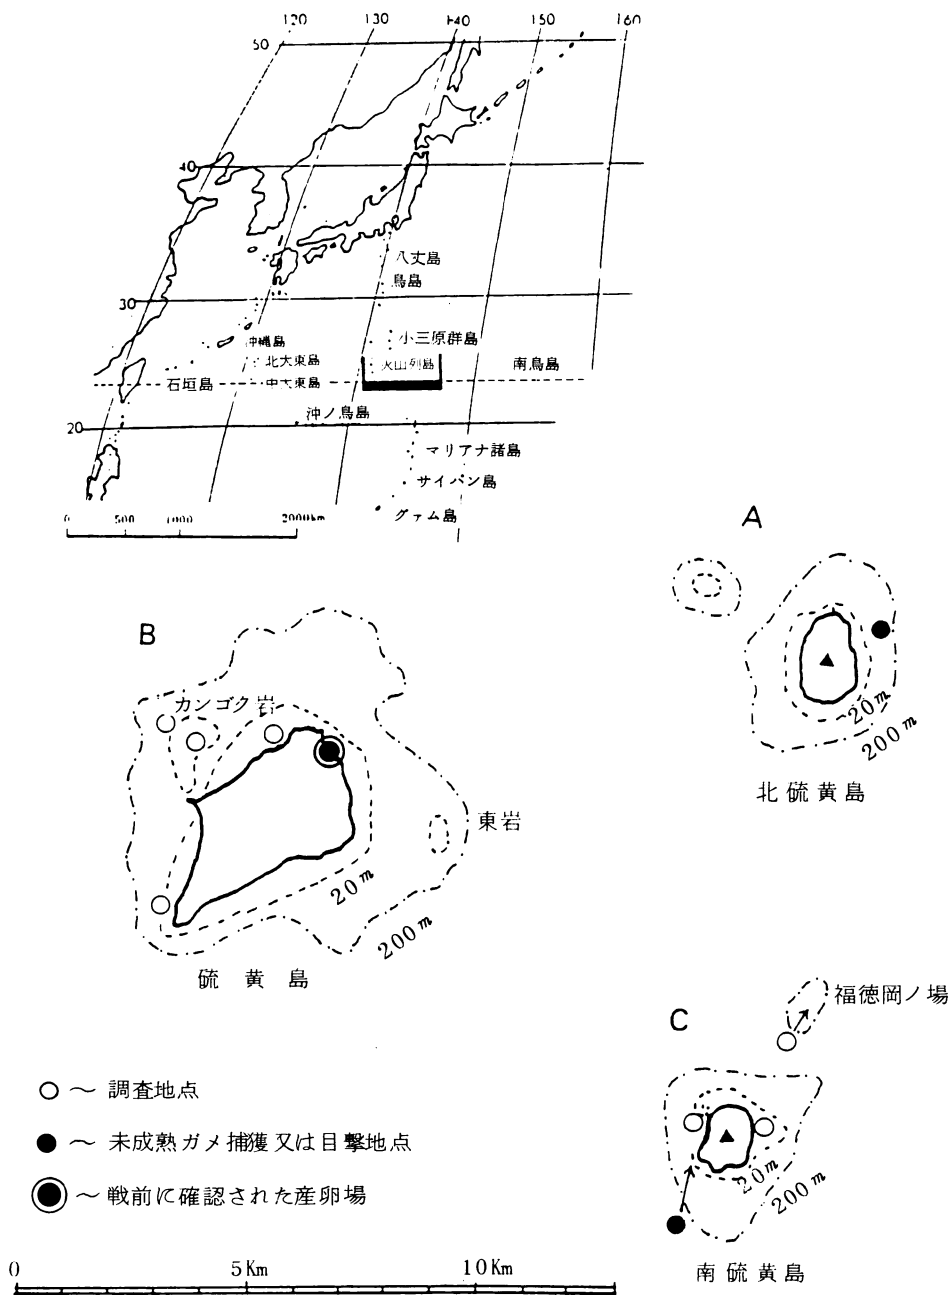 120 130 140 150 160
50
40
八丈島
鳥島
30
小三原群島
沖縄島
北大東島
火山列島
南鳥島
石垣島
中大東島
沖ノ鳥島
20
マリアナ諸島
サイパン島
グァム島
0 500 1000 2000km
A
20m
200m
北硫黄島
B
カンゴク岩
東岩
20m
200m
硫黄島
C
福徳岡ノ場
20m
200m
南硫黄島
○ ～ 調査地点
● ～ 未成熟ガメ捕獲又は目撃地点
◉ ～ 戦前に確認された産卵場
0 5Km 10Km